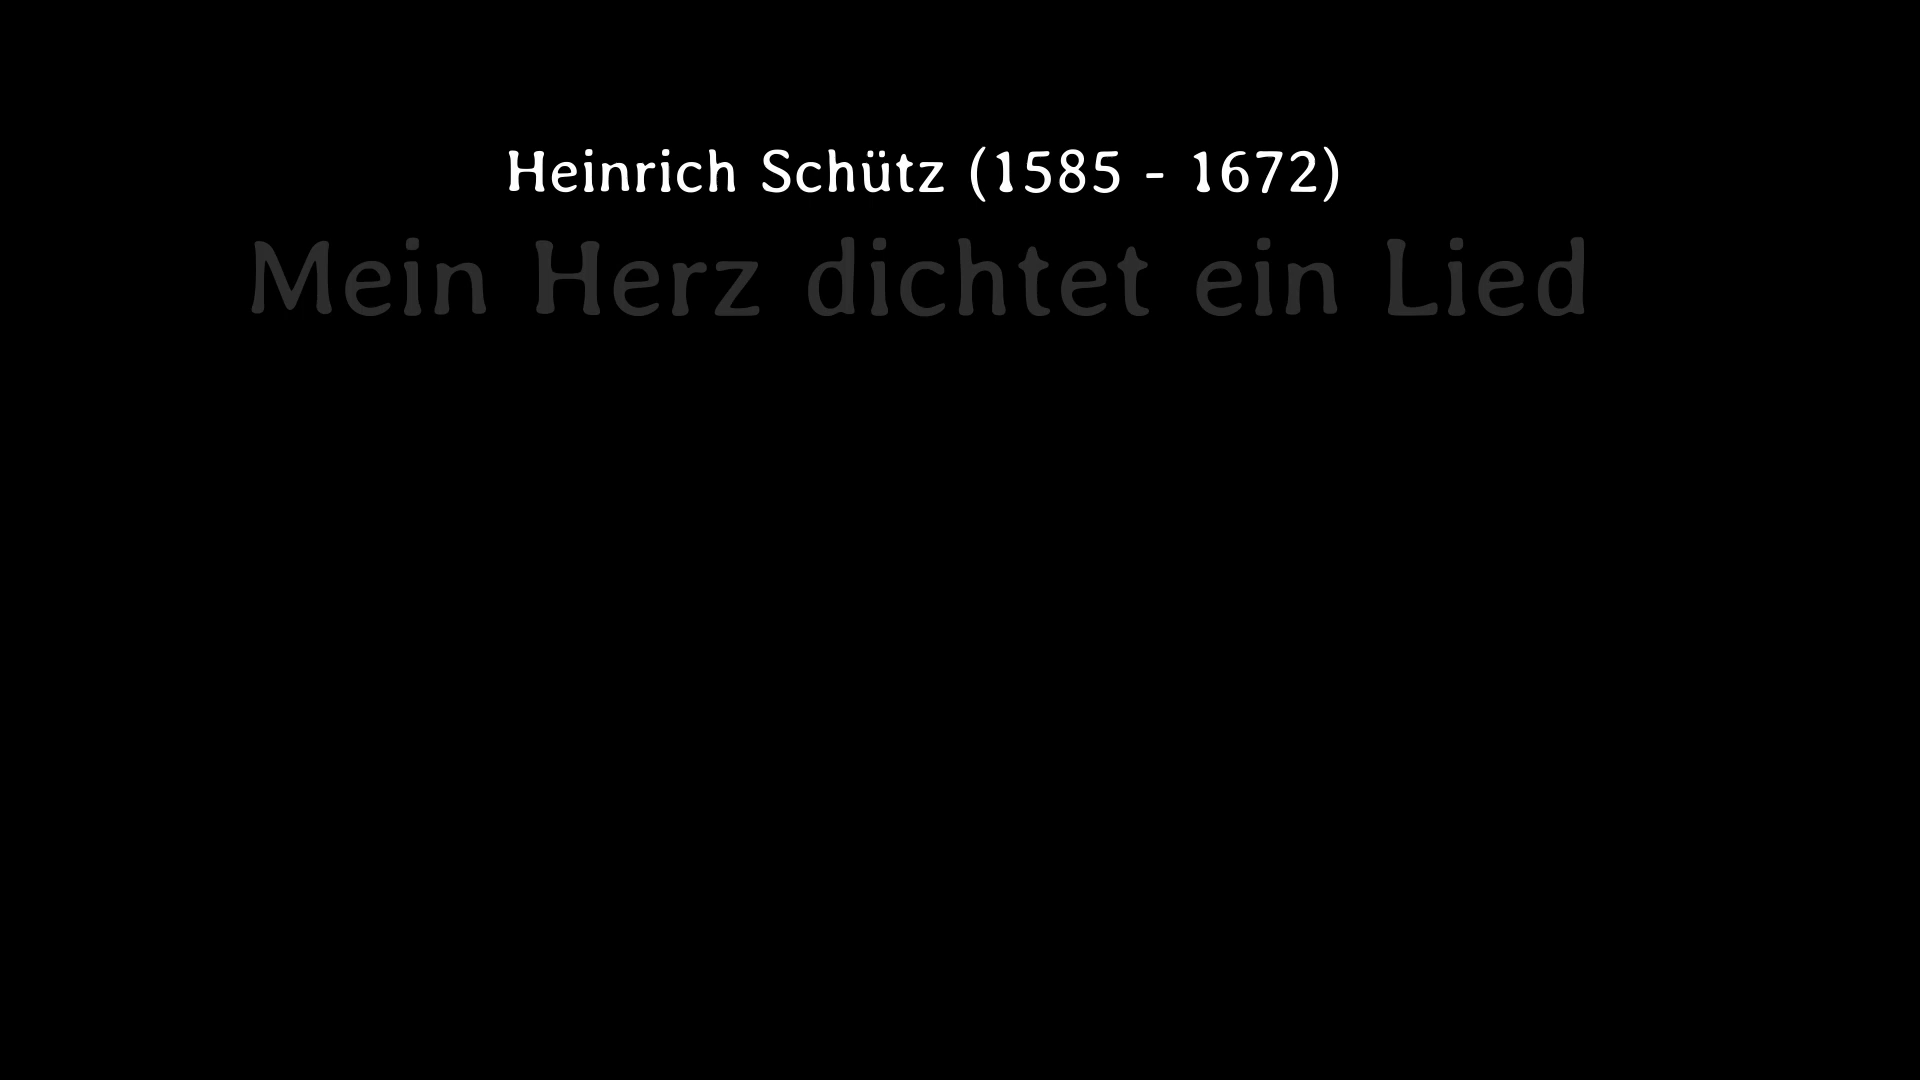 Heinrich Schütz (1585 - 1672)
Mein Herz dichtet ein Lied